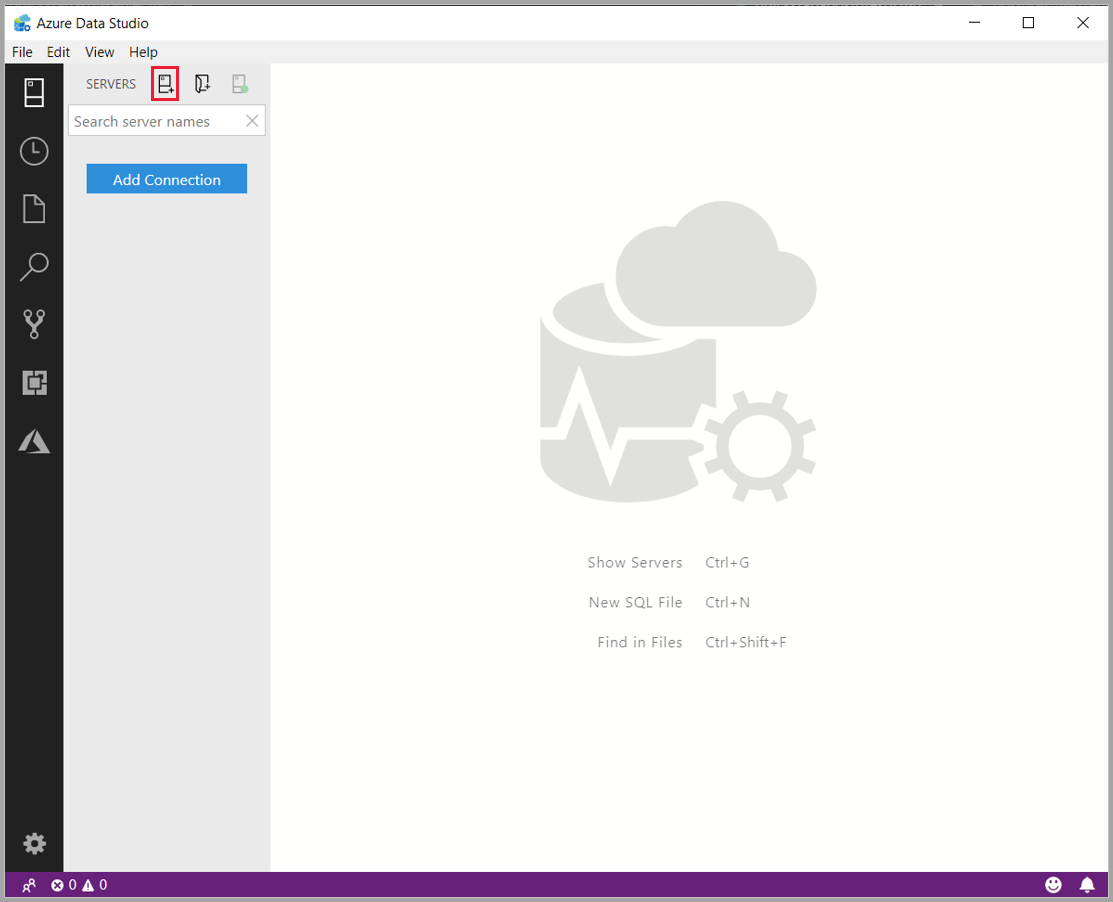 Azure Data Studio
File Edit View Help
SERVERS
Search server names
Add Connection
Show Servers Ctrl+G
New SQL File Ctrl+N
Find in Files Ctrl+Shift+F
0 0